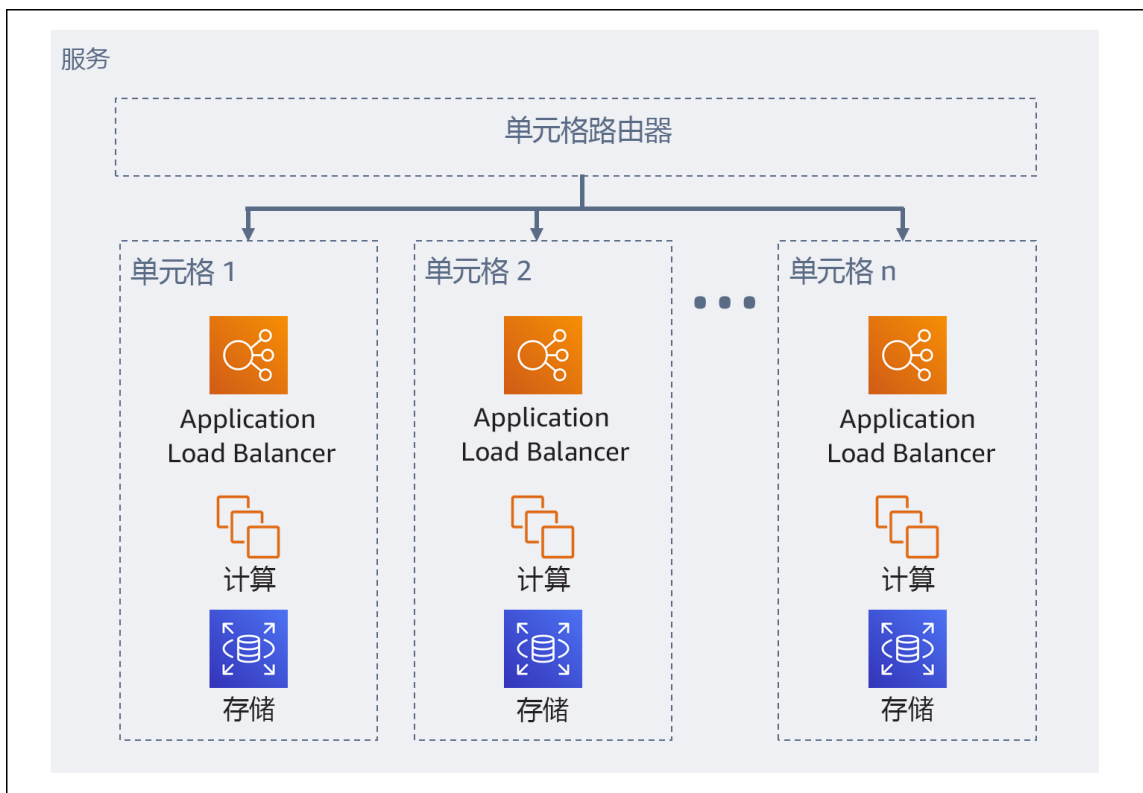 服务
单元格路由器
单元格 1
单元格 2
单元格 n
Application
Load Balancer
Application
Load Balancer
Application
Load Balancer
计算
计算
计算
存储
存储
存储